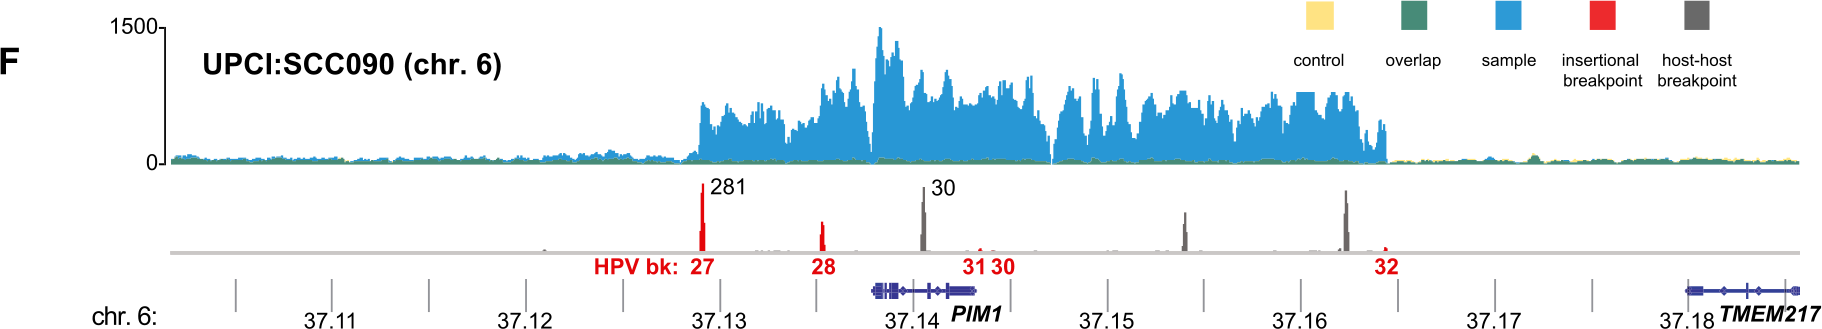 F
1500
0
UPCI:SCC090 (chr. 6)
control
overlap
sample
insertional
breakpoint
host-host
breakpoint
281
30
HPV bk: 27 28 31 30 32
PIM1
TMEM217
chr. 6: 37.11 37.12 37.13 37.14 37.15 37.16 37.17 37.18